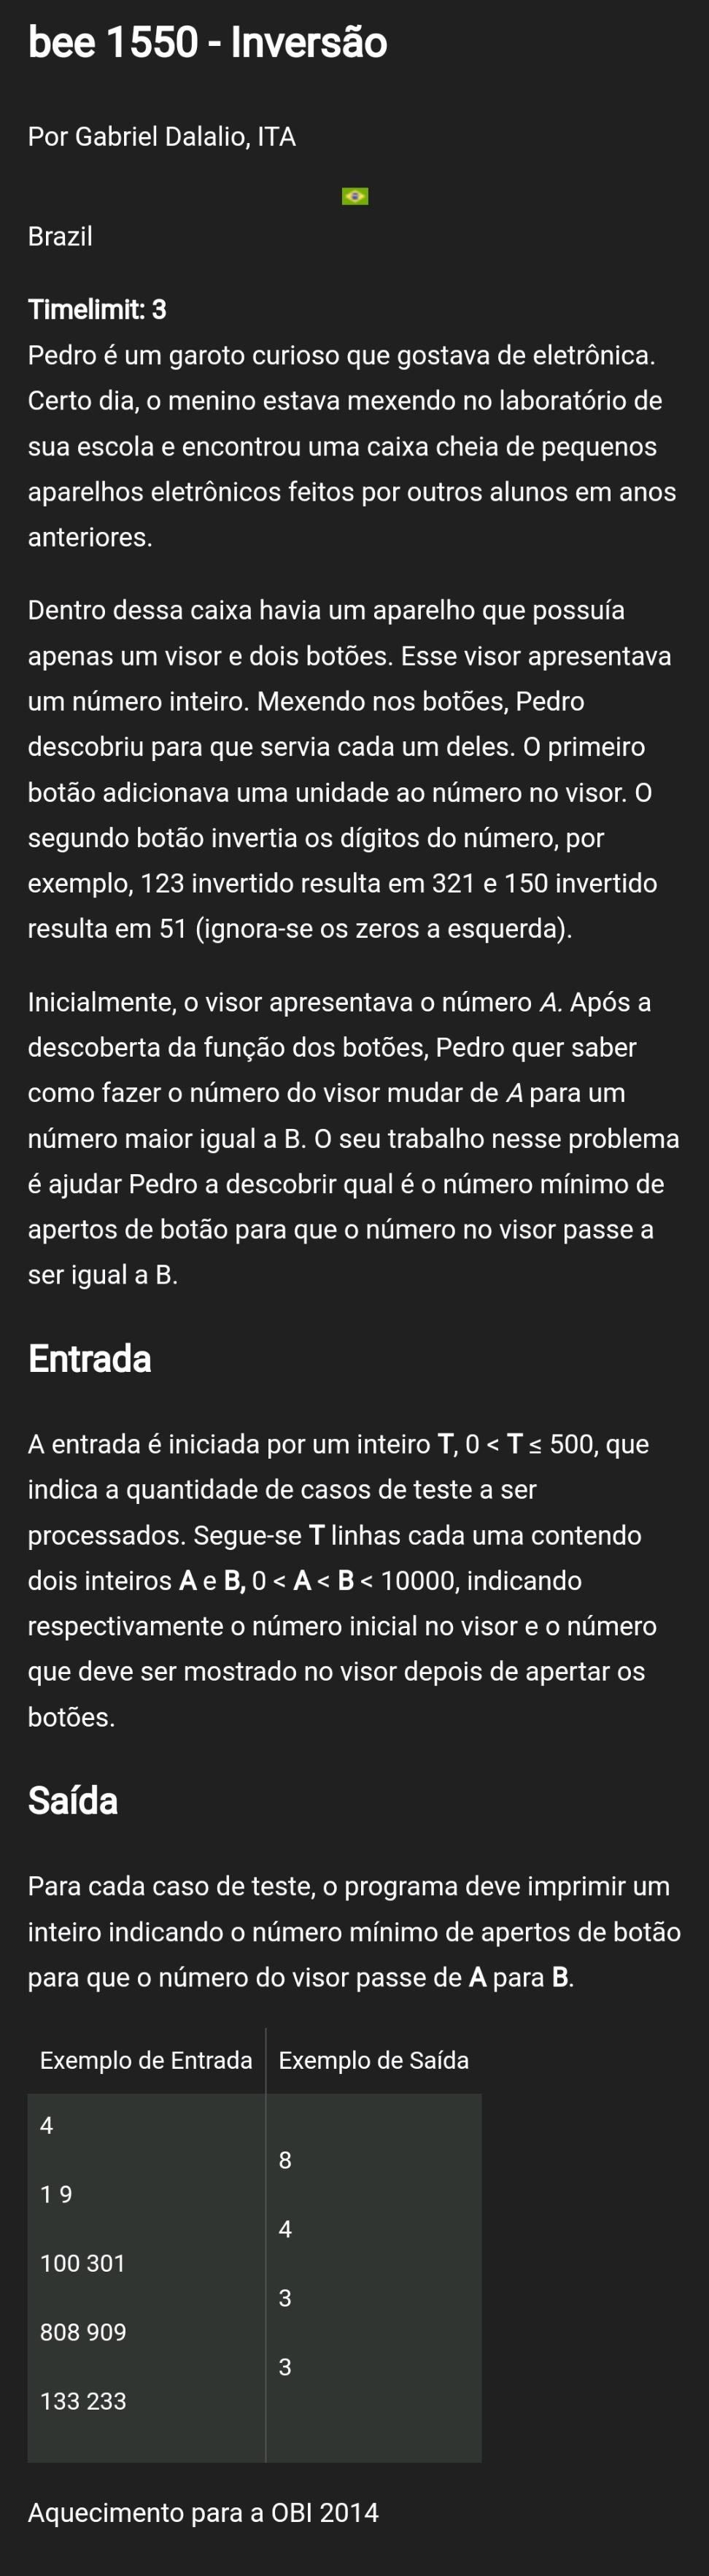 bee 1550 - Inversão
Por Gabriel Dalalio, ITA
Brazil
Timelimit: 3
Pedro é um garoto curioso que gostava de eletrônica.
Certo dia, o menino estava mexendo no laboratório de
sua escola e encontrou uma caixa cheia de pequenos
aparelhos eletrônicos feitos por outros alunos em anos
anteriores.
Dentro dessa caixa havia um aparelho que possuía
apenas um visor e dois botões. Esse visor apresentava
um número inteiro. Mexendo nos botões, Pedro
descobriu para que servia cada um deles. O primeiro
botão adicionava uma unidade ao número no visor. O
segundo botão invertia os dígitos do número, por
exemplo, 123 invertido resulta em 321 e 150 invertido
resulta em 51 (ignora-se os zeros a esquerda).
Inicialmente, o visor apresentava o número A. Após a
descoberta da função dos botões, Pedro quer saber
como fazer o número do visor mudar de A para um
número maior igual a B. O seu trabalho nesse problema
é ajudar Pedro a descobrir qual é o número mínimo de
apertos de botão para que o número no visor passe a
ser igual a B.
Entrada
A entrada é iniciada por um inteiro T, 0 < T ≤ 500, que
indica a quantidade de casos de teste a ser
processados. Segue-se T linhas cada uma contendo
dois inteiros A e B, 0 < A < B < 10000, indicando
respectivamente o número inicial no visor e o número
que deve ser mostrado no visor depois de apertar os
botões.
Saída
Para cada caso de teste, o programa deve imprimir um
inteiro indicando o número mínimo de apertos de botão
para que o número do visor passe de A para B.
Exemplo de Entrada Exemplo de Saída
4
8
1 9
4
100 301
3
808 909
3
133 233
Aquecimento para a OBI 2014